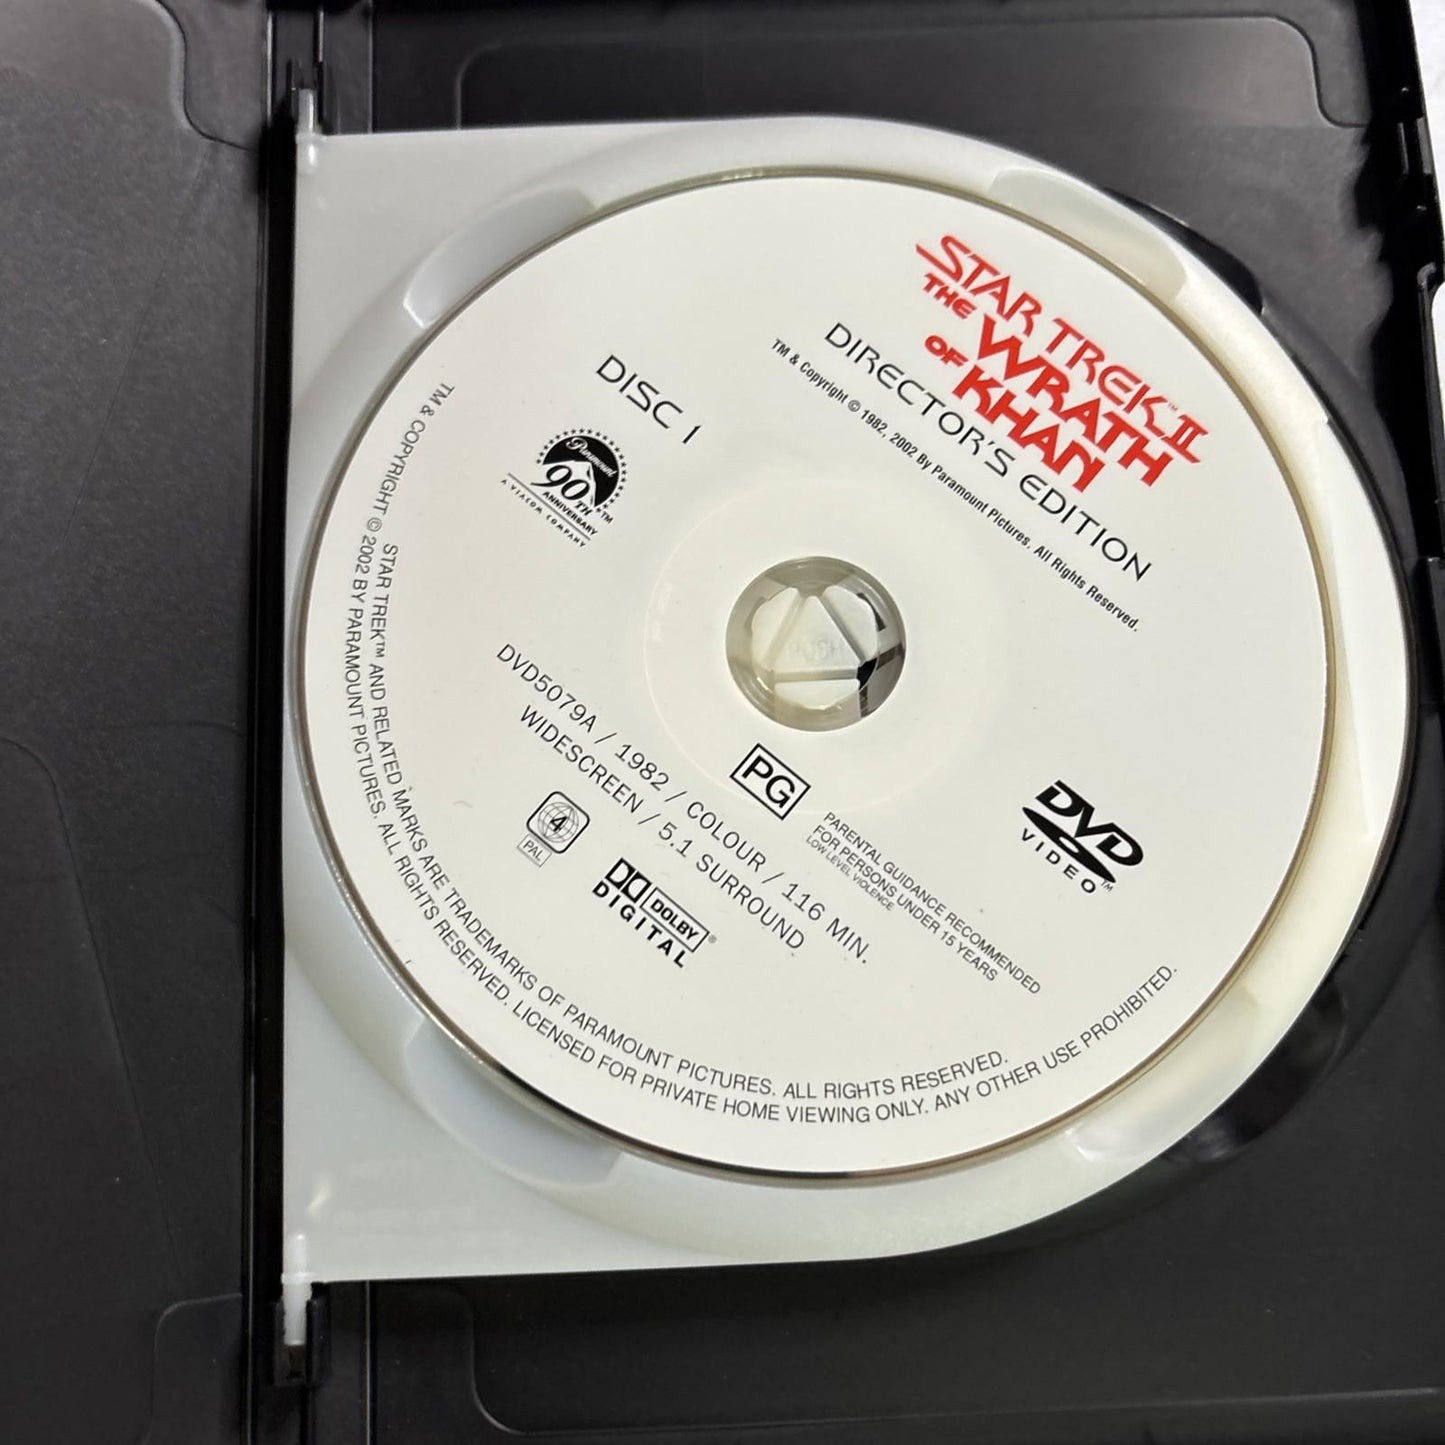 STAR TREK™ II
THE WRATH
OF KHAN
DIRECTOR'S EDITION
TM & Copyright © 1982, 2002 By Paramount Pictures. All Rights Reserved.
DISC 1
Paramount
90TH
ANNIVERSARY
TM
A VIACOM COMPANY
DVD5079A / 1982 / COLOUR / 116 MIN.
WIDESCREEN / 5.1 SURROUND
4
PAL
DOLBY®
DIGITAL
PG
PARENTAL GUIDANCE RECOMMENDED
FOR PERSONS UNDER 15 YEARS
LOW LEVEL VIOLENCE
DVD
VIDEO™
STAR TREK™ AND RELATED MARKS ARE TRADEMARKS OF PARAMOUNT PICTURES. ALL RIGHTS RESERVED.
TM & COPYRIGHT © 2002 BY PARAMOUNT PICTURES. ALL RIGHTS RESERVED. LICENSED FOR PRIVATE HOME VIEWING ONLY. ANY OTHER USE PROHIBITED.